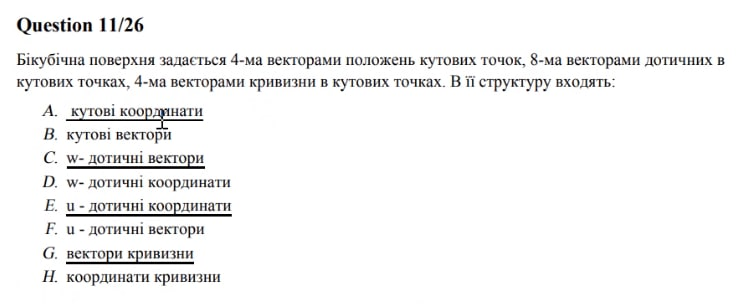 Question 11/26
Бікубічна поверхня задається 4-ма векторами положень кутових точок, 8-ма векторами дотичних в
кутових точках, 4-ма векторами кривизни в кутових точках. В її структуру входять:
A. кутові координати
B. кутові вектори
C. w- дотичні вектори
D. w- дотичні координати
E. u - дотичні координати
F. u - дотичні вектори
G. вектори кривизни
H. координати кривизни